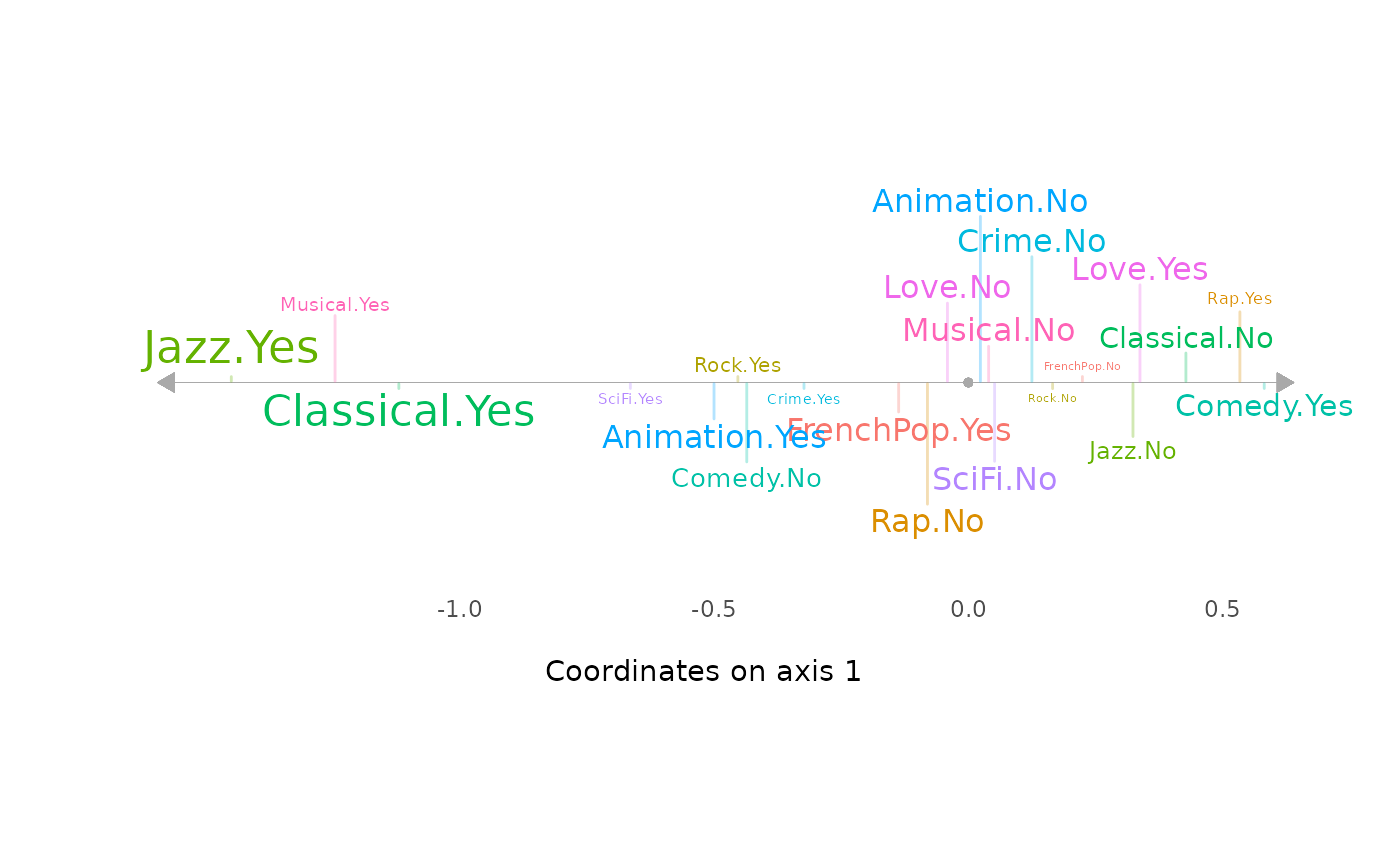 Animation.No
Crime.No
Love.Yes
Love.No
Rap.Yes
Musical.Yes
Musical.No
Classical.No
Jazz.Yes
Rock.Yes
FrenchPop.No
SciFi.Yes
Crime.Yes
Rock.No
Comedy.Yes
Classical.Yes
FrenchPop.Yes
Animation.Yes
Jazz.No
Comedy.No
SciFi.No
Rap.No
-1.0 -0.5 0.0 0.5
Coordinates on axis 1